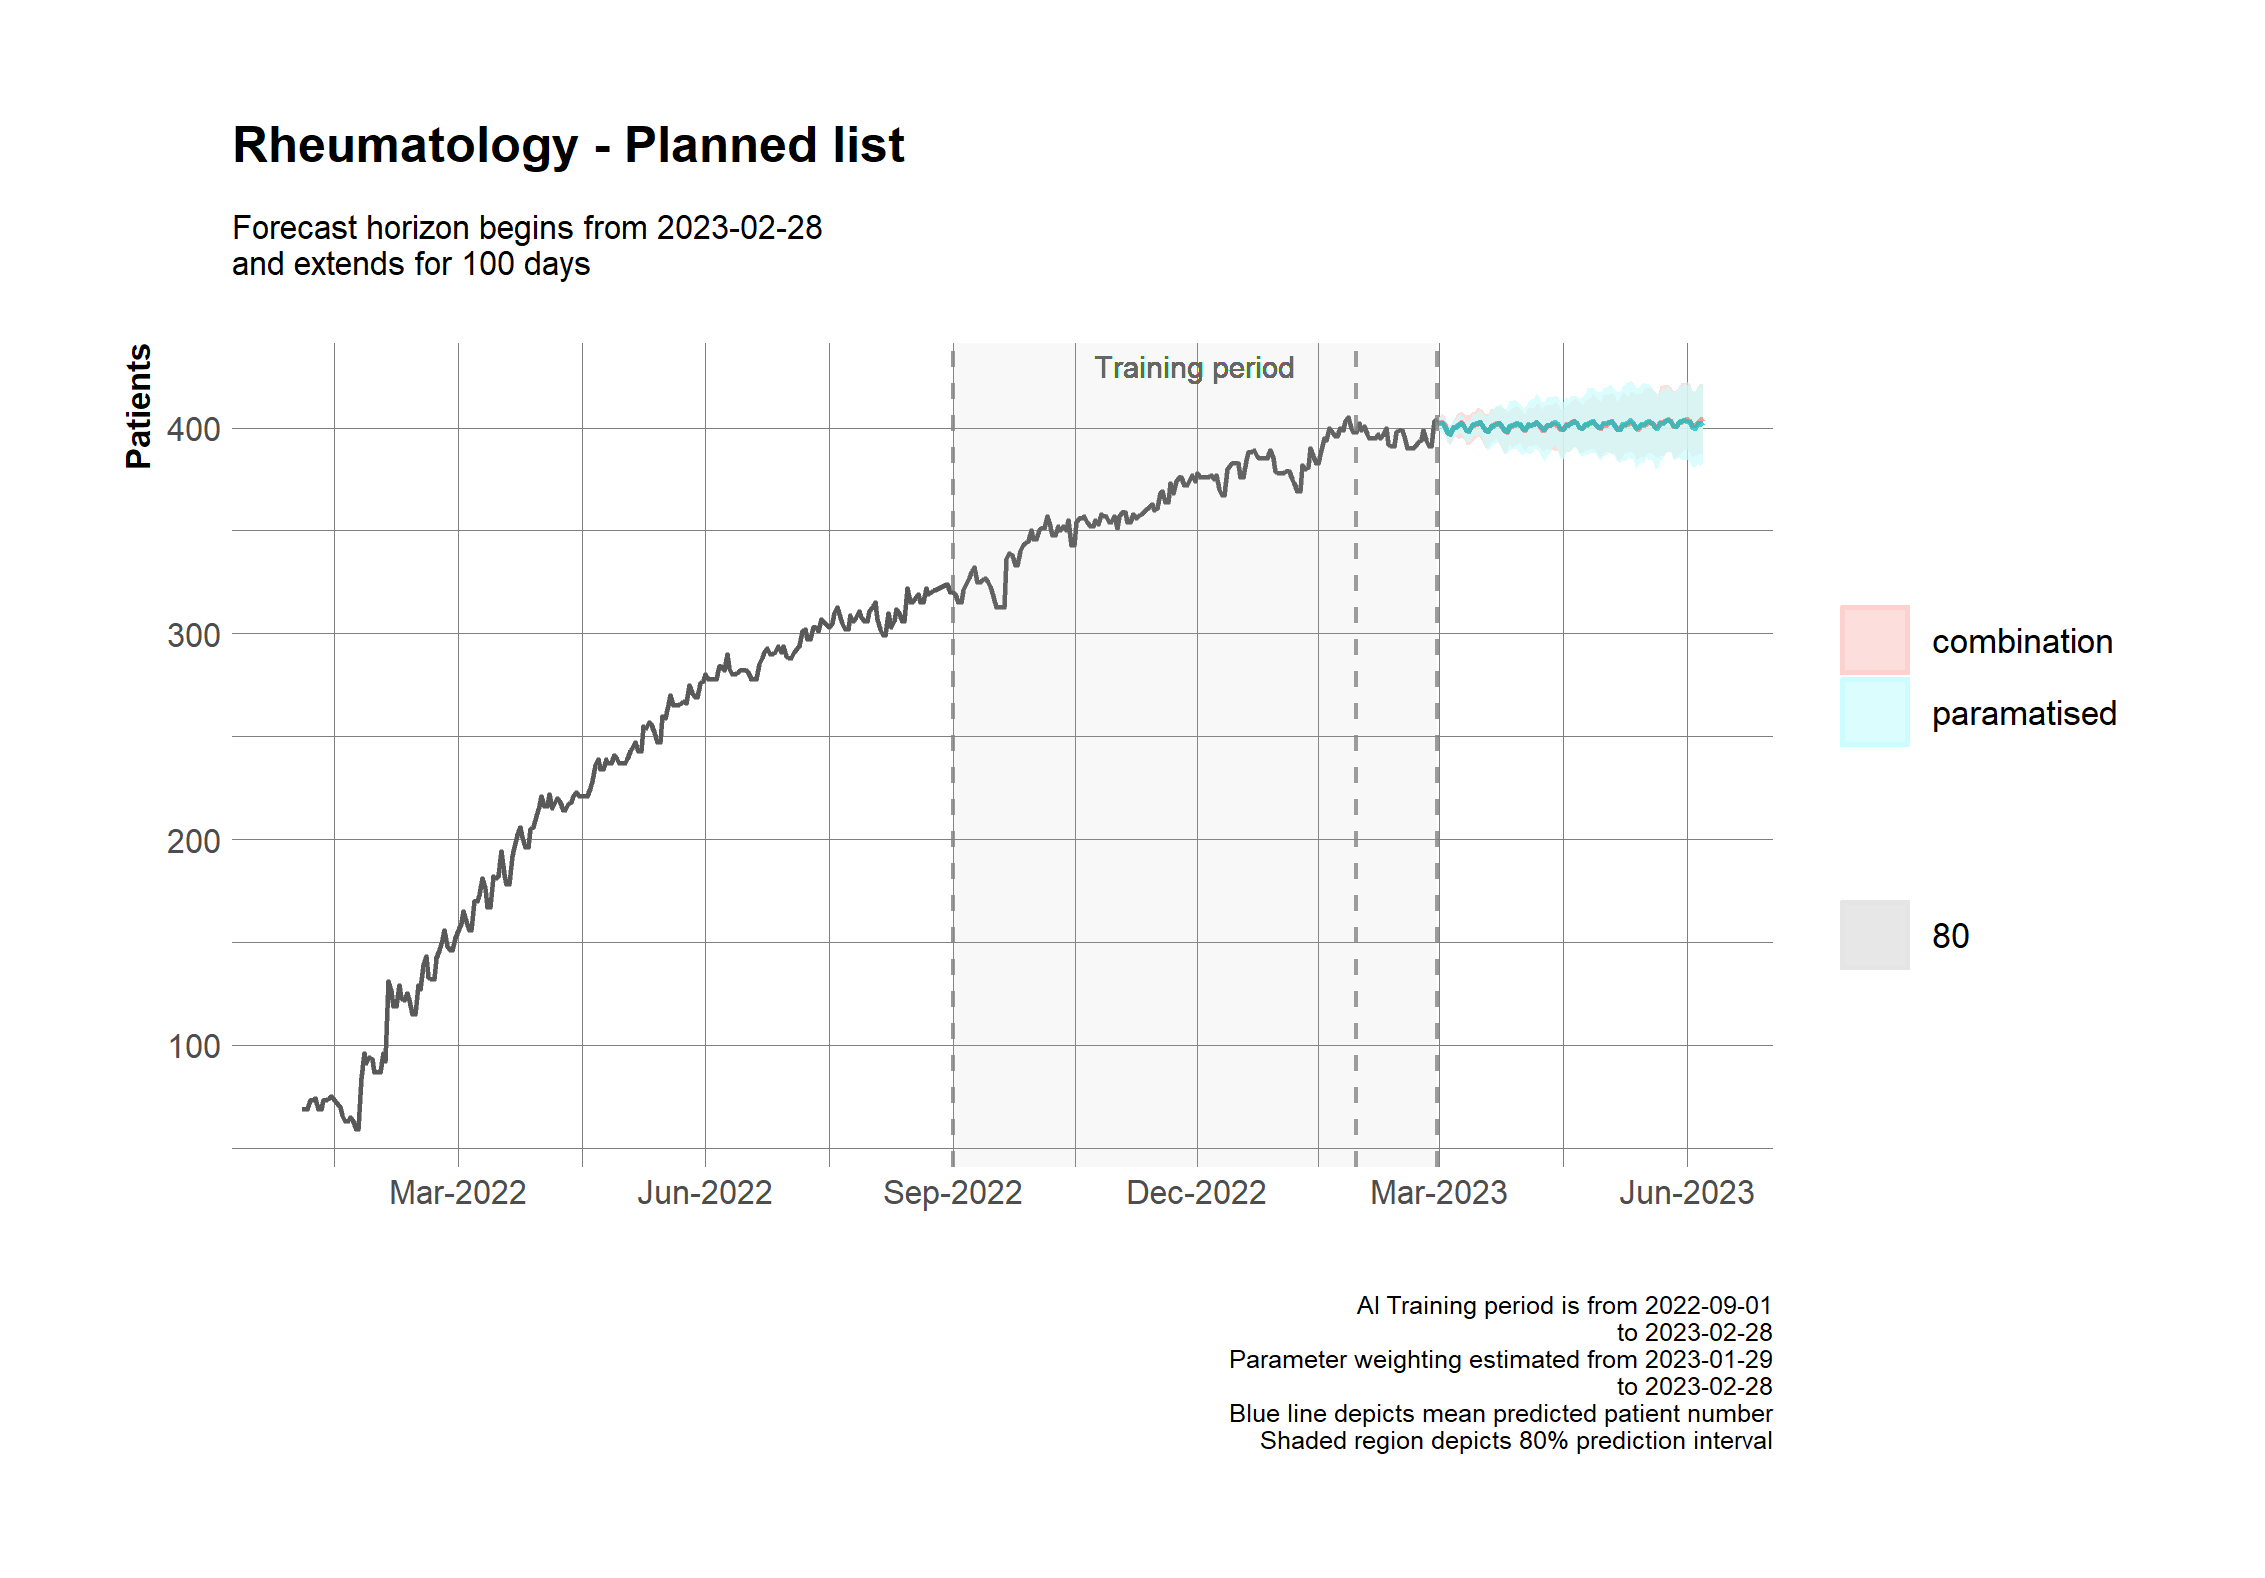 Rheumatology - Planned list
Forecast horizon begins from 2023-02-28
and extends for 100 days
Patients
Training period
400
300
200
100
Mar-2022
Jun-2022
Sep-2022
Dec-2022
Mar-2023
Jun-2023
combination
paramatised
80
AI Training period is from 2022-09-01
to 2023-02-28
Parameter weighting estimated from 2023-01-29
to 2023-02-28
Blue line depicts mean predicted patient number
Shaded region depicts 80% prediction interval